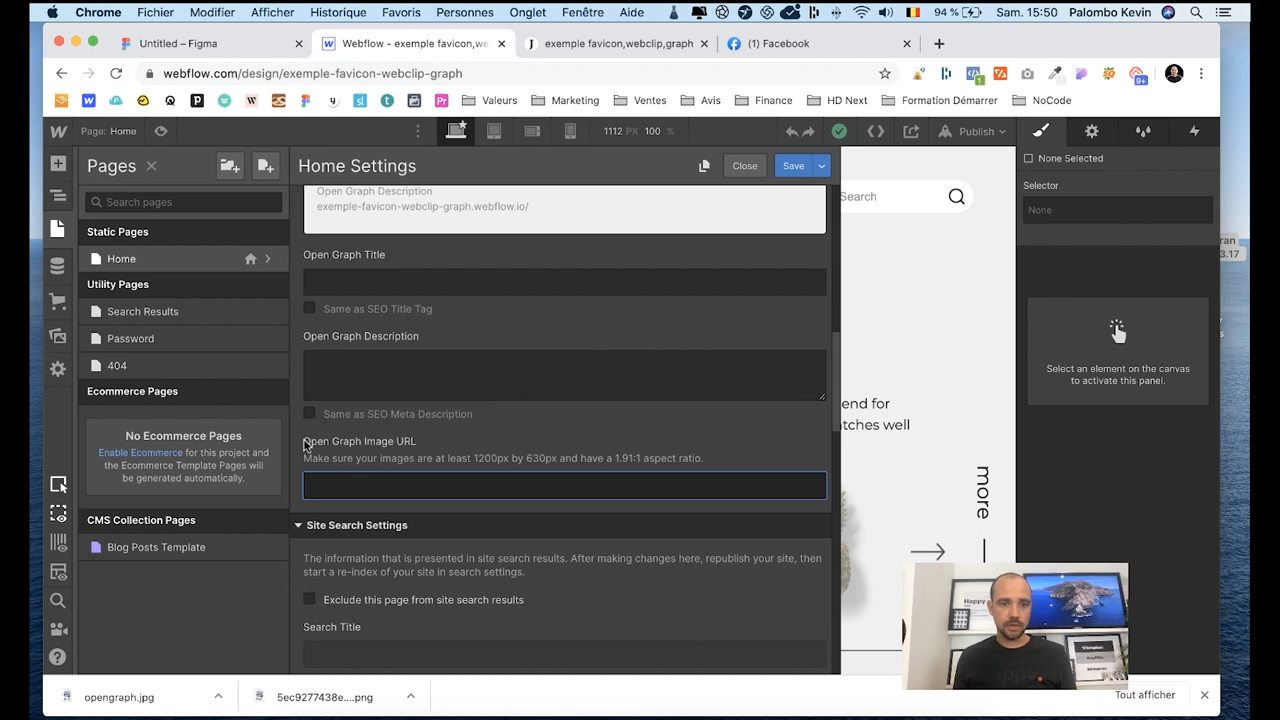 Chrome Fichier Modifier Afficher Historique Favoris Personnes Onglet Fenêtre Aide 94 % Sam. 15:50 Palombo Kevin
Untitled – Figma
Webflow - exemple favicon,we
exemple favicon,webclip,graph
(1) Facebook
webflow.com/design/exemple-favicon-webclip-graph
1
9+
Valeurs Marketing Ventes Avis Finance HD Next Formation Démarrer NoCode
Page: Home
1112 PX 100 %
Publish
Pages
Home Settings
Close
Save
None Selected
Search pages
Open Graph Description
exemple-favicon-webclip-graph.webflow.io/
Search
Selector
None
Static Pages
Home
Utility Pages
Search Results
Password
404
Ecommerce Pages
No Ecommerce Pages
Enable Ecommerce for this project and
the Ecommerce Template Pages will
be generated automatically.
CMS Collection Pages
Blog Posts Template
Open Graph Title
Same as SEO Title Tag
Open Graph Description
Same as SEO Meta Description
Open Graph Image URL
Make sure your images are at least 1200px by 630px and have a 1.91:1 aspect ratio.
Site Search Settings
The information that is presented in site search results. After making changes here, republish your site, then
start a re-index of your site in search settings.
Exclude this page from site search results
Search Title
end for
tches well
more
Select an element on the canvas
to activate this panel.
ran
3.17
Happy
opengraph.jpg
5ec9277438e....
Tout afficher